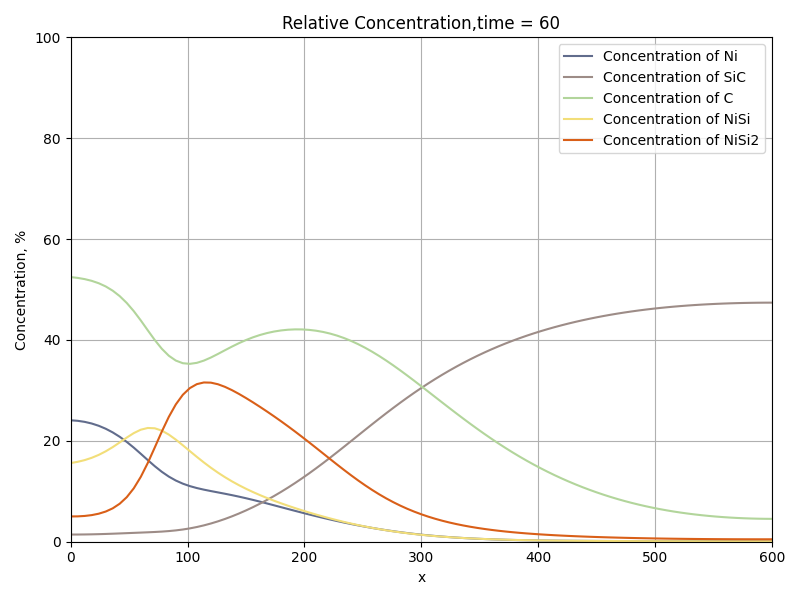 Relative Concentration,time = 60
Concentration, %
100
80
60
40
20
0
Concentration of Ni
Concentration of SiC
Concentration of C
Concentration of NiSi
Concentration of NiSi2
0 100 200 300 400 500 600
x